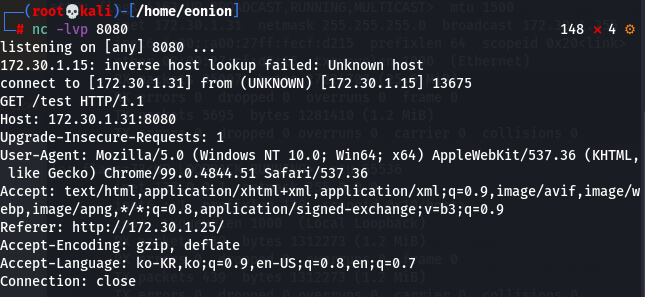 (root💀kali)-[/home/eonion]
# nc -lvp 8080 148 ✘ 4 ⚙
listening on [any] 8080 ...
172.30.1.15: inverse host lookup failed: Unknown host
connect to [172.30.1.31] from (UNKNOWN) [172.30.1.15] 13675
GET /test HTTP/1.1
Host: 172.30.1.31:8080
Upgrade-Insecure-Requests: 1
User-Agent: Mozilla/5.0 (Windows NT 10.0; Win64; x64) AppleWebKit/537.36 (KHTML,
like Gecko) Chrome/99.0.4844.51 Safari/537.36
Accept: text/html,application/xhtml+xml,application/xml;q=0.9,image/avif,image/w
ebp,image/apng,*/*;q=0.8,application/signed-exchange;v=b3;q=0.9
Referer: http://172.30.1.25/
Accept-Encoding: gzip, deflate
Accept-Language: ko-KR,ko;q=0.9,en-US;q=0.8,en;q=0.7
Connection: close